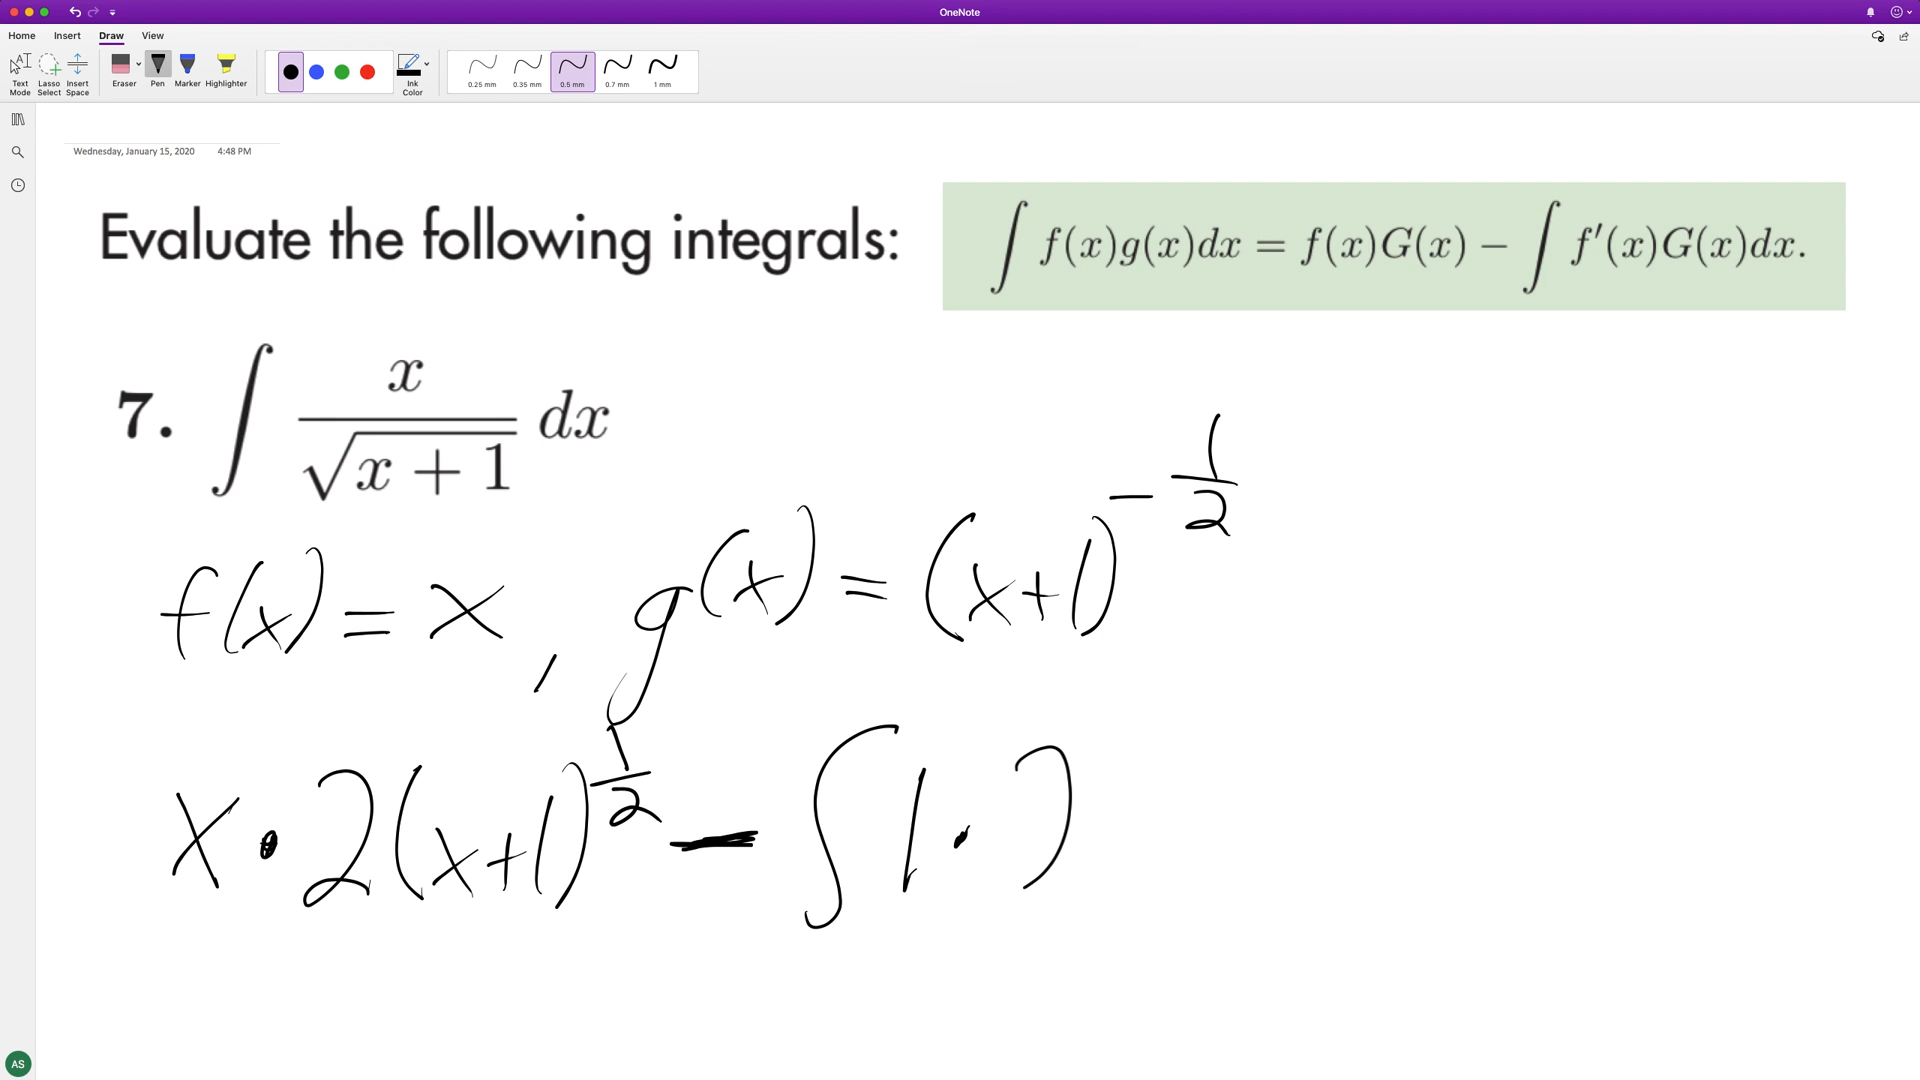 OneNote
Home Insert Draw View
Text Mode Lasso Select Insert Space Eraser Pen Marker Highlighter Ink Color 0.25 mm 0.35 mm 0.5 mm 0.7 mm 1 mm
Wednesday, January 15, 2020 4:48 PM
Evaluate the following integrals: ∫ f(x)g(x)dx = f(x)G(x) − ∫ f′(x)G(x)dx.
7. ∫ x/√(x + 1) dx
f(x) = x , g(x) = (x+1)^(-1/2)
x • 2(x+1)^(1/2) − ∫ 1 •
AS